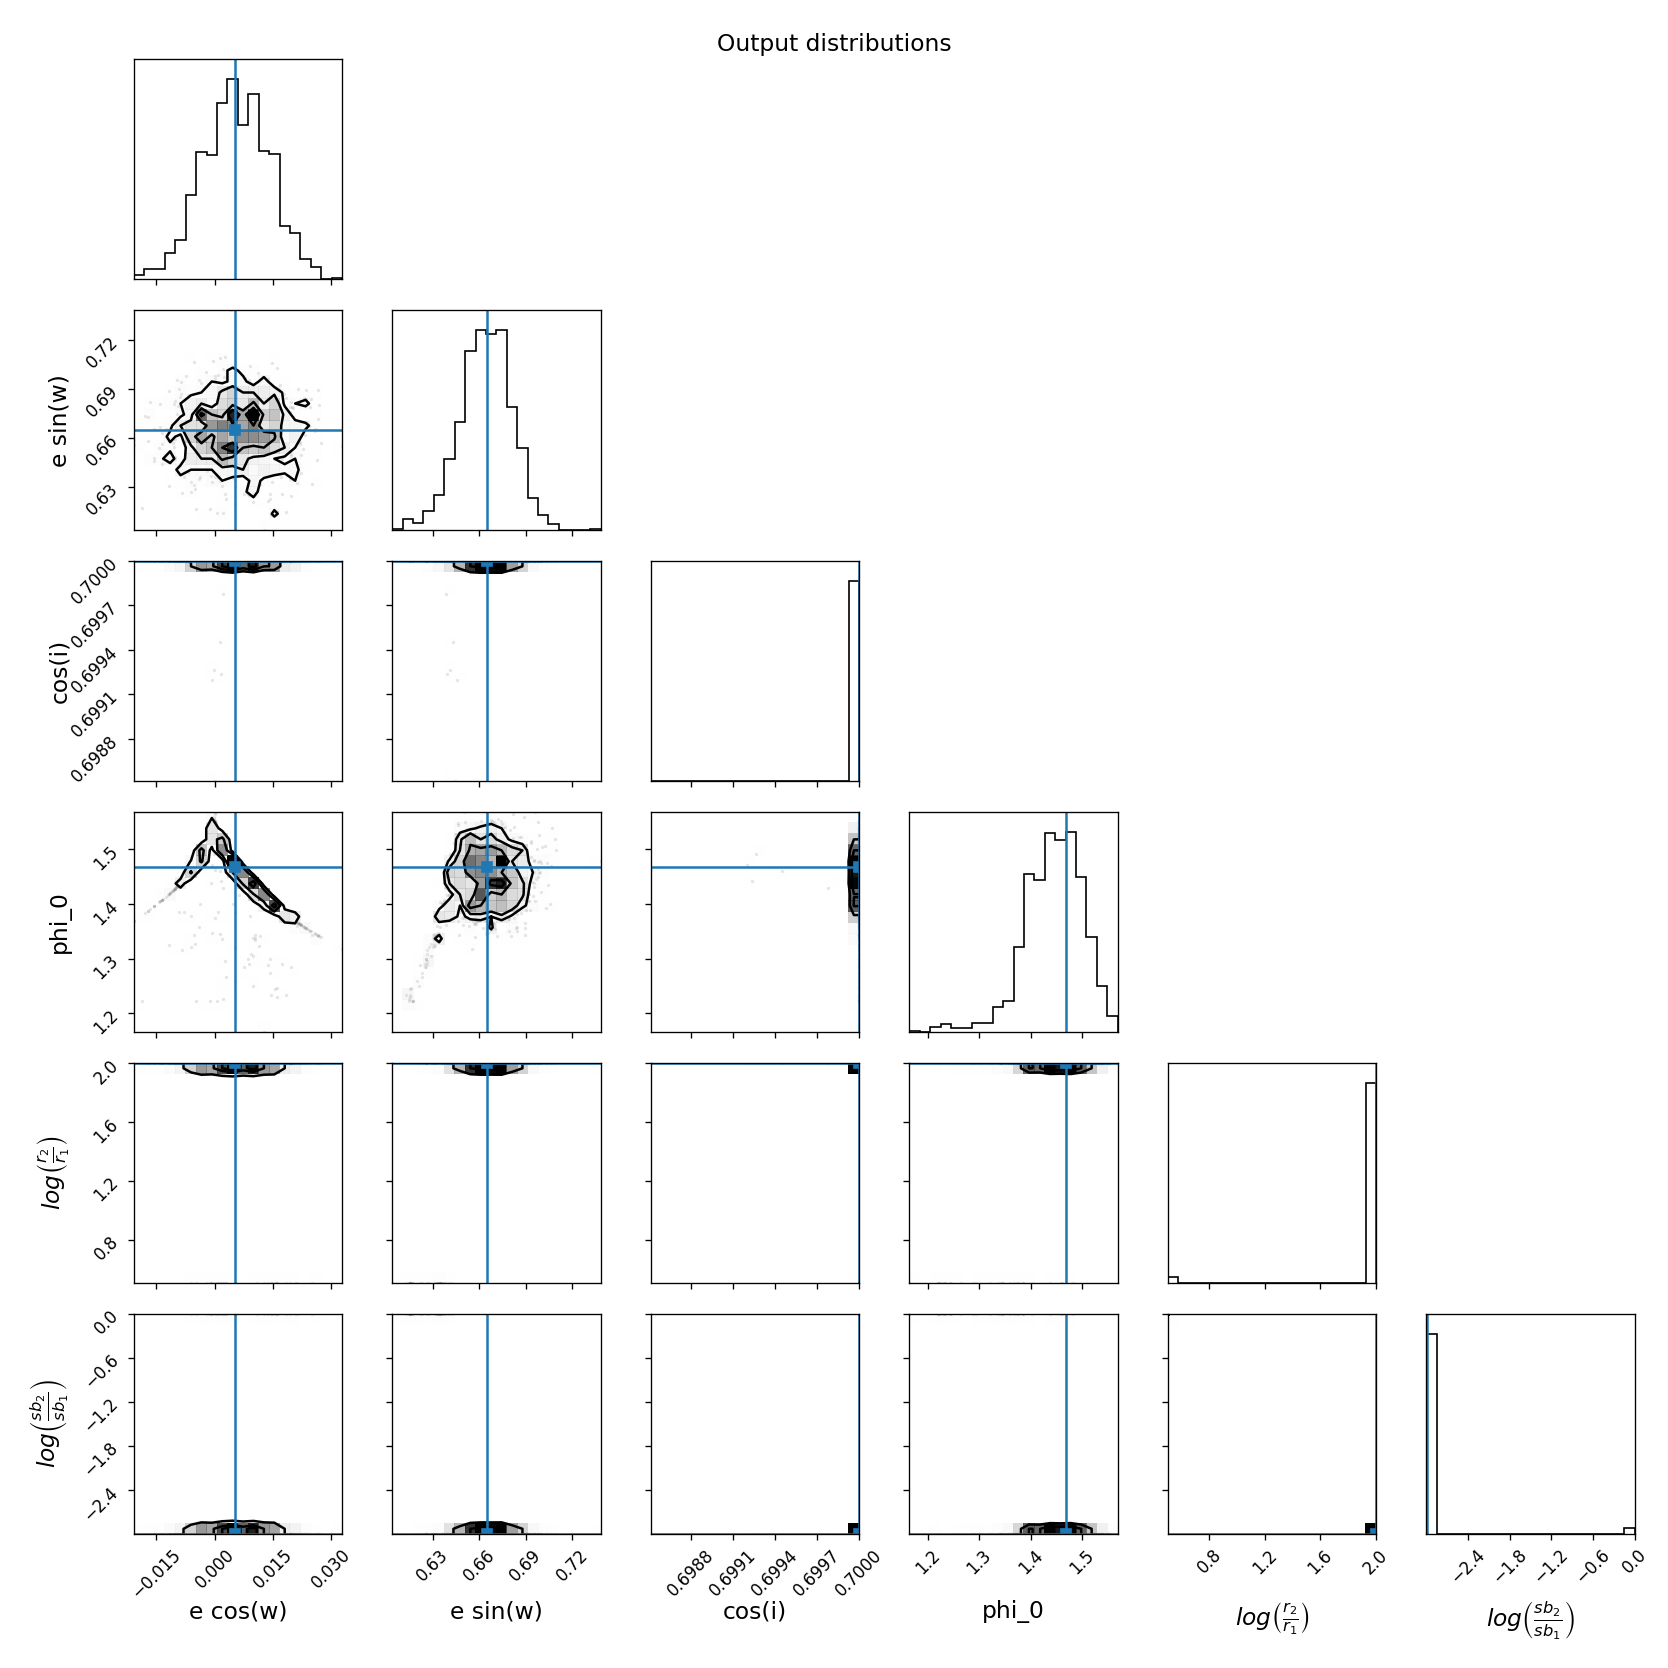 Output distributions
e sin(w)
0.72
0.69
0.66
0.63
cos(i)
0.7000
0.6997
0.6994
0.6991
0.6988
phi_0
1.5
1.4
1.3
1.2
log(r₂/r₁)
2.0
1.6
1.2
0.8
log(sb₂/sb₁)
0.0
−0.6
−1.2
−1.8
−2.4
−0.015 0.000 0.015 0.030 0.63 0.66 0.69 0.72 0.6988 0.6991 0.6994 0.6997 0.7000 1.2 1.3 1.4 1.5 0.8 1.2 1.6 2.0 −2.4 −1.8 −1.2 −0.6 0.0
e cos(w) e sin(w) cos(i) phi_0 log(r₂/r₁) log(sb₂/sb₁)